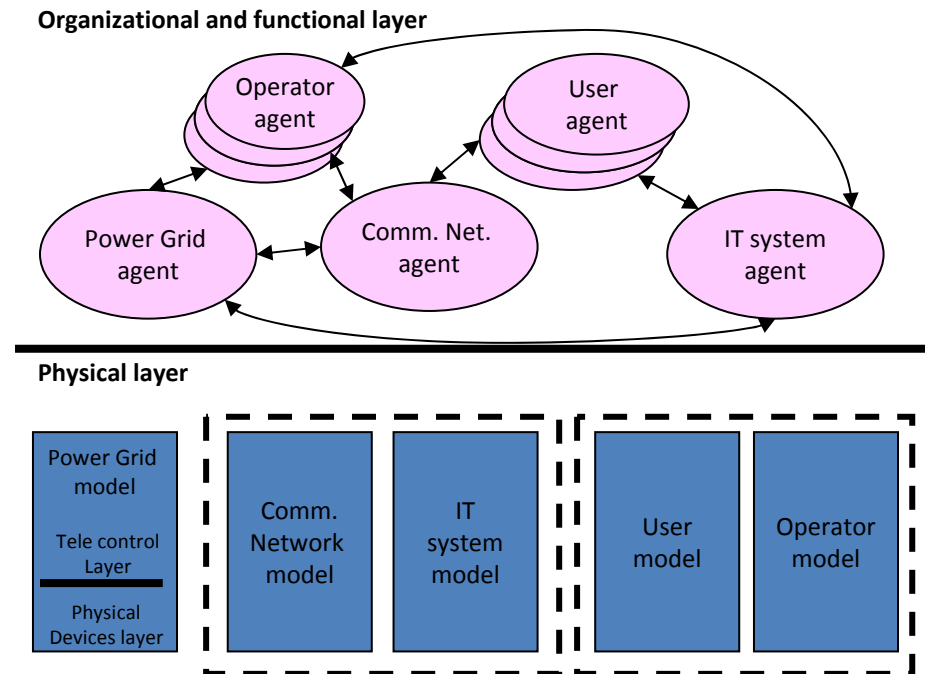 Organizational and functional layer
Operator
agent
User
agent
Power Grid
agent
Comm. Net.
agent
IT system
agent
Physical layer
Power Grid
model
Tele control
Layer
Physical
Devices layer
Comm.
Network
model
IT
system
model
User
model
Operator
model